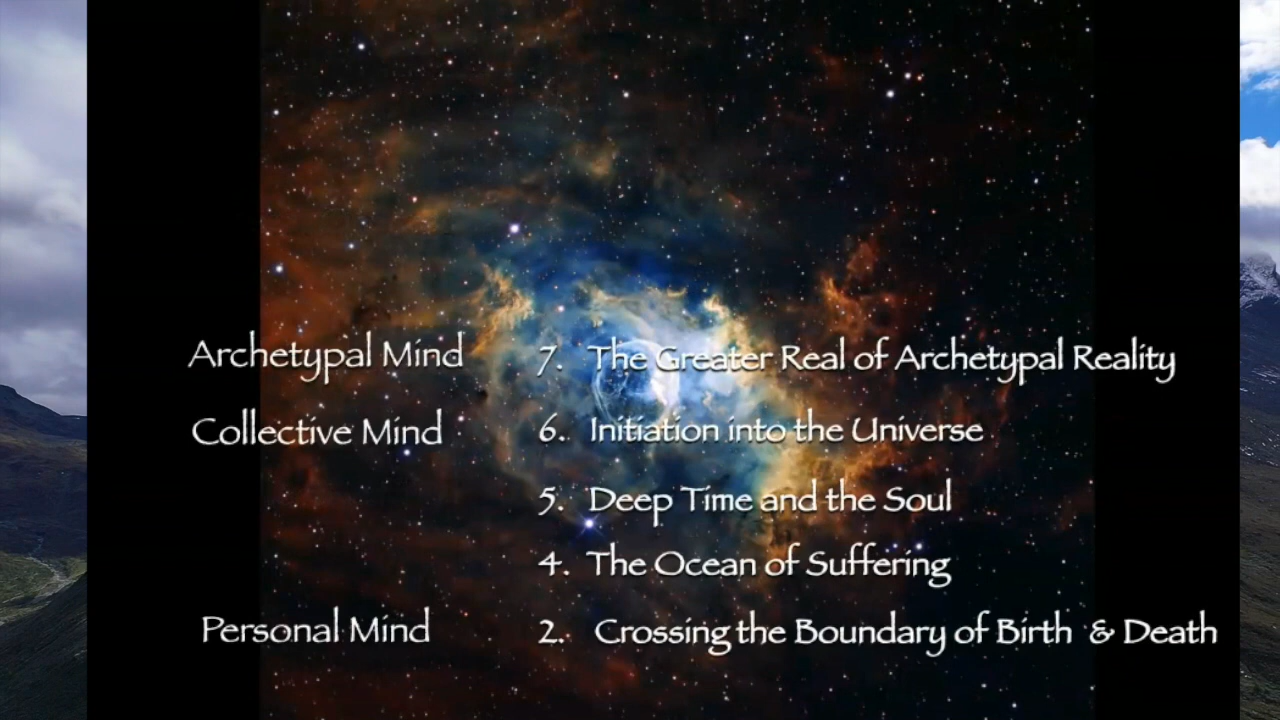 Archetypal Mind 7. The Greater Real of Archetypal Reality
Collective Mind 6. Initiation into the Universe
5. Deep Time and the Soul
4. The Ocean of Suffering
Personal Mind 2. Crossing the Boundary of Birth & Death